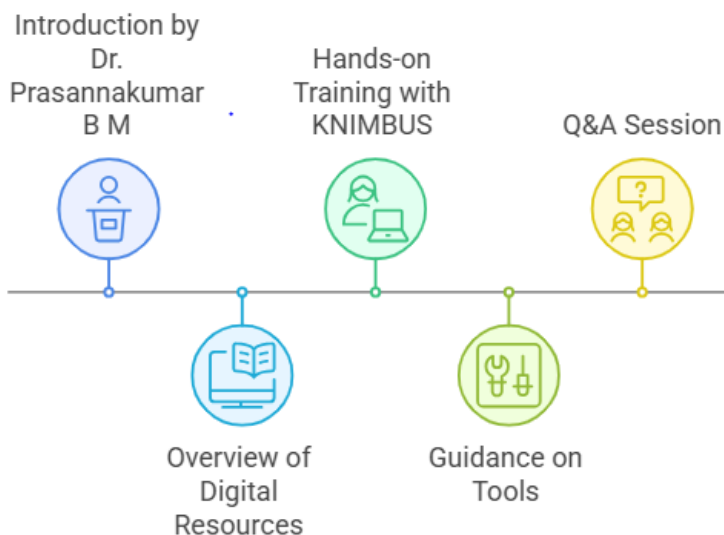 Introduction by
Dr.
Prasannakumar
B M
Hands-on
Training with
KNIMBUS
Q&A Session
?
Overview of
Digital
Resources
Guidance on
Tools